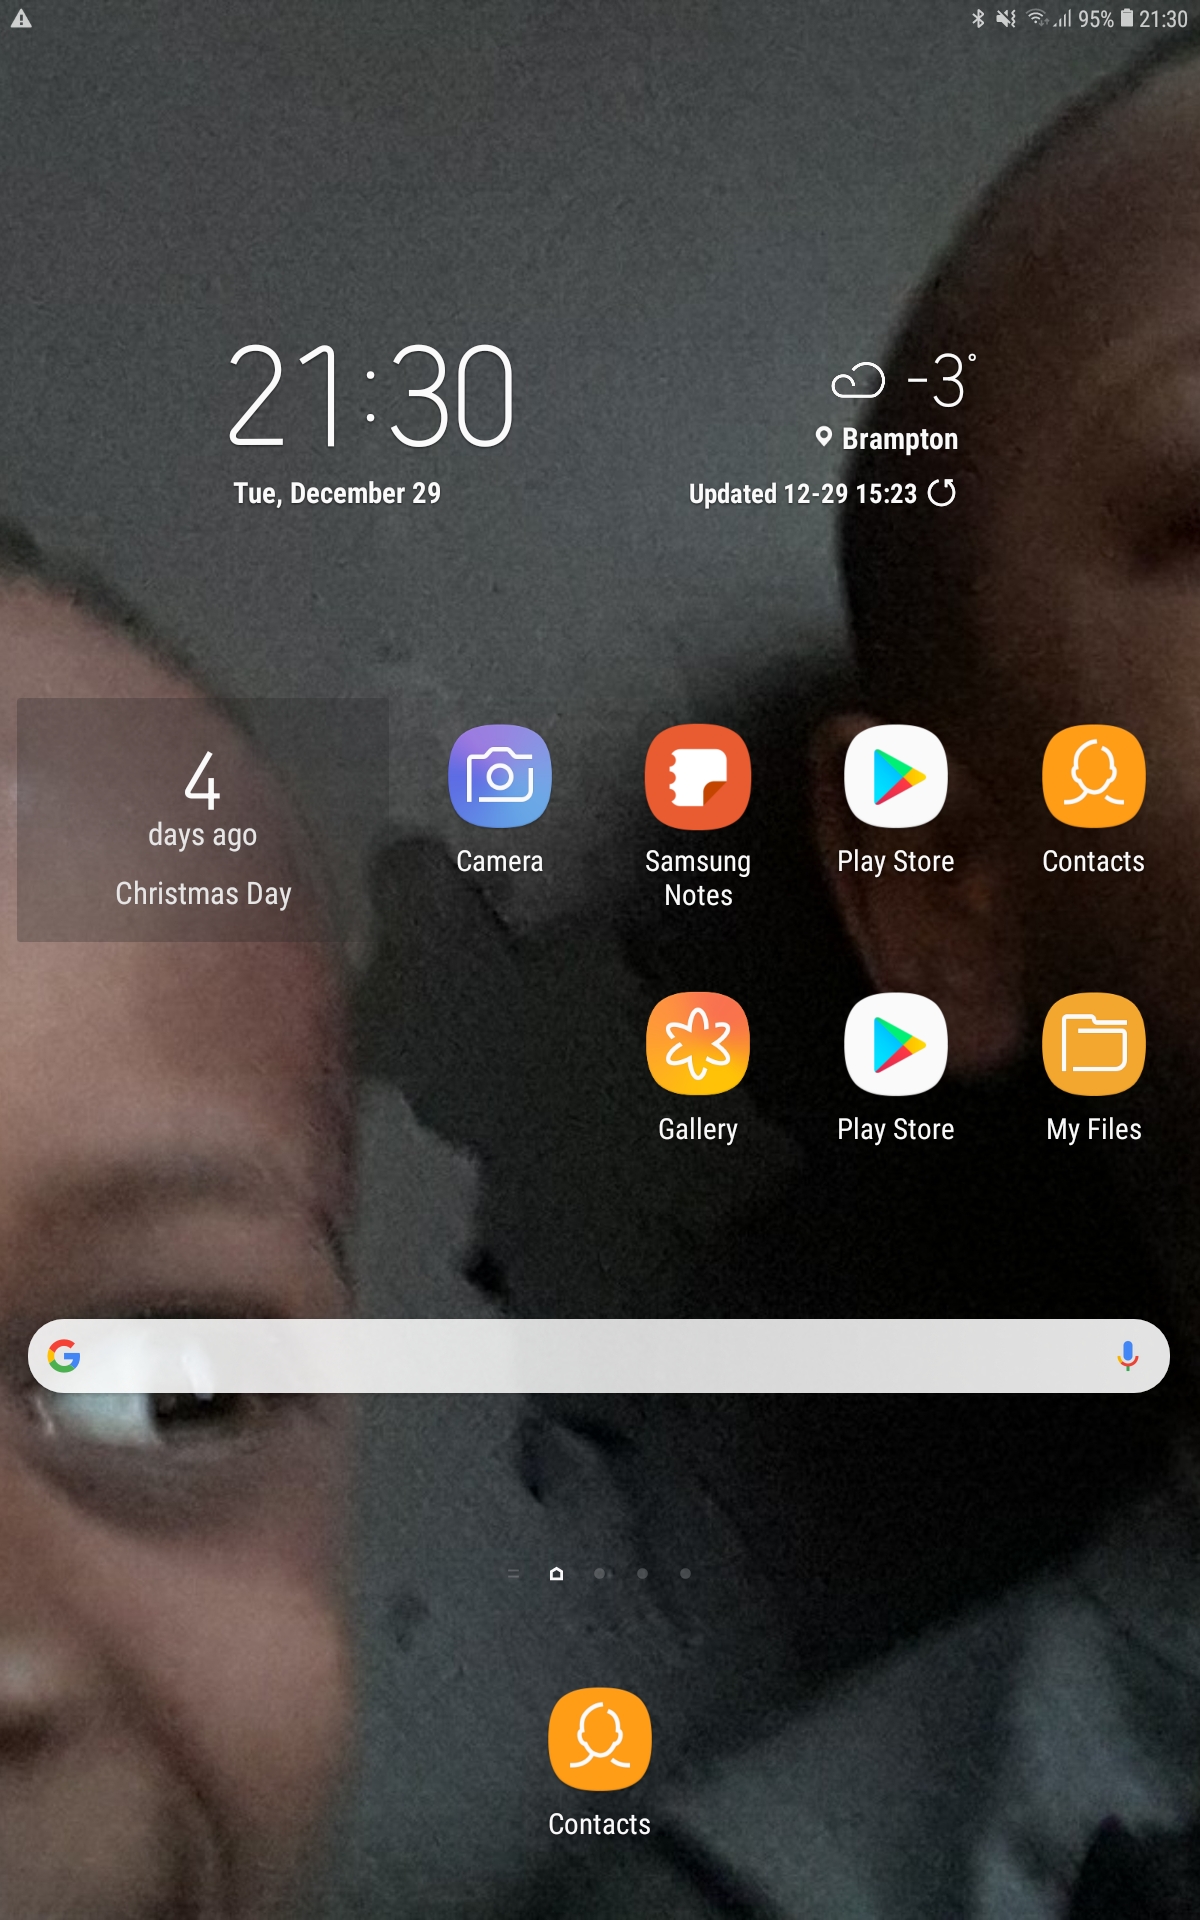 95% 21:30
21:30
-3°
Brampton
Tue, December 29
Updated 12-29 15:23
4
days ago
Christmas Day
Camera
Samsung
Notes
Play Store
Contacts
Gallery
Play Store
My Files
G
Contacts